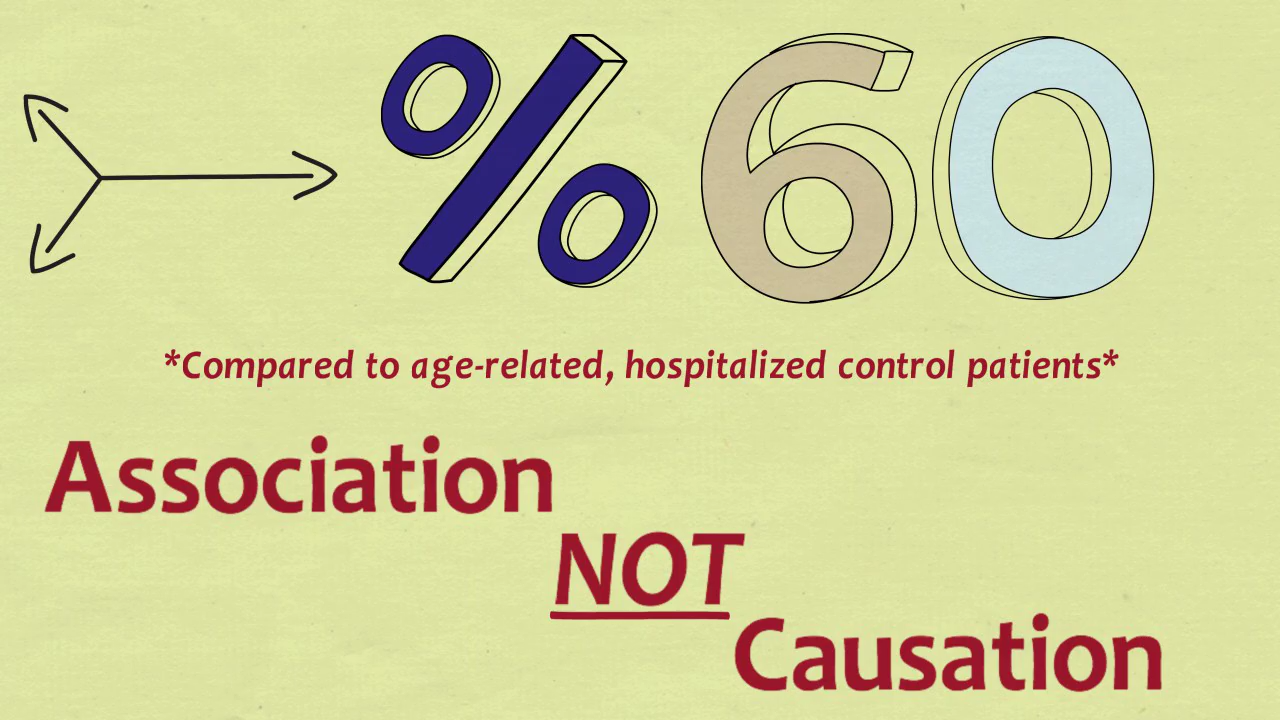 %60
*Compared to age-related, hospitalized control patients*
Association
NOT
Causation